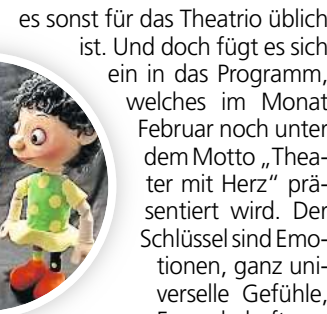 es sonst für das Theatrio üblich
ist. Und doch fügt es sich
ein in das Programm,
welches im Monat
Februar noch unter
dem Motto „Thea-
ter mit Herz“ prä-
sentiert wird. Der
Schlüssel sind Emo-
tionen, ganz uni-
verselle Gefühle,